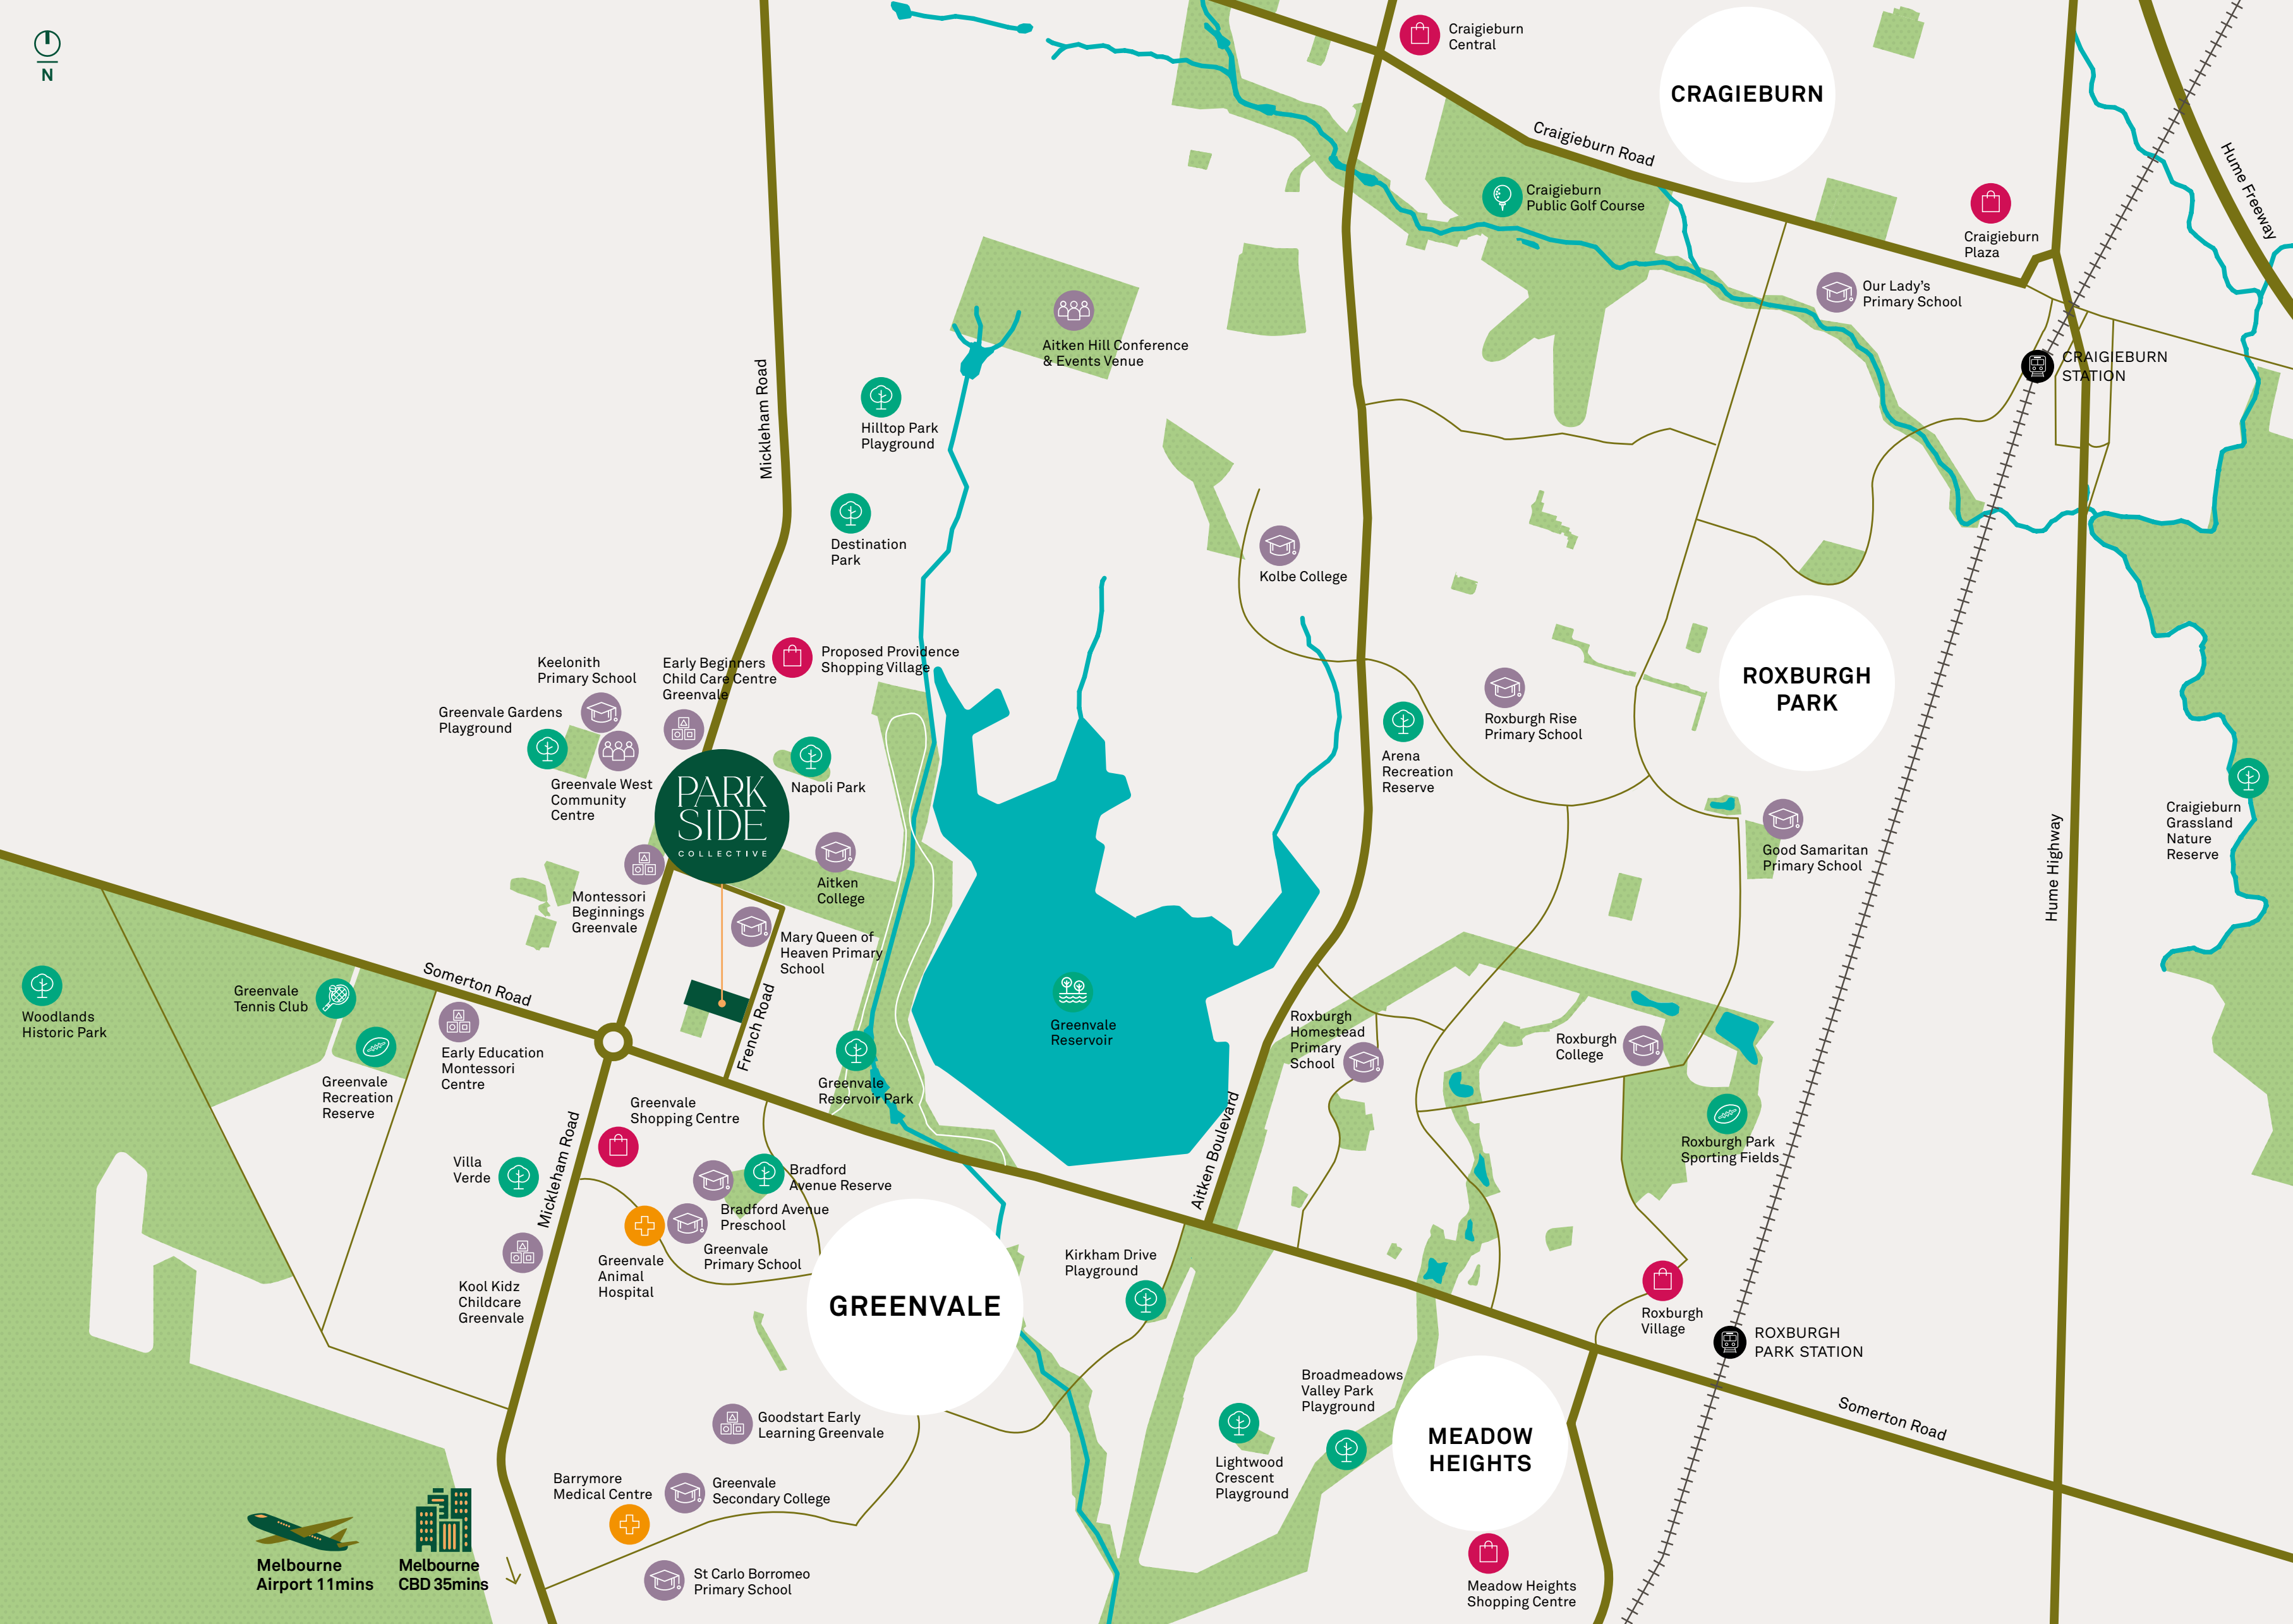 N
Craigieburn
Central
CRAGIEBURN
Craigieburn Road
Hume Freeway
Craigieburn
Public Golf Course
Craigieburn
Plaza
Our Lady's
Primary School
Aitken Hill Conference
& Events Venue
CRAIGIEBURN
STATION
Mickleham Road
Hilltop Park
Playground
Destination
Park
Kolbe College
Keelonith
Primary School
Early Beginners
Child Care Centre
Greenvale
Proposed Providence
Shopping Village
ROXBURGH
PARK
Greenvale Gardens
Playground
Roxburgh Rise
Primary School
Arena
Recreation
Reserve
Greenvale West
Community
Centre
PARK
SIDE
COLLECTIVE
Napoli Park
Craigieburn
Grassland
Nature
Reserve
Hume Highway
Good Samaritan
Primary School
Aitken
College
Montessori
Beginnings
Greenvale
Mary Queen of
Heaven Primary
School
Somerton Road
Woodlands
Historic Park
Greenvale
Tennis Club
French Road
Greenvale
Reservoir
Roxburgh
Homestead
Primary
School
Roxburgh
College
Early Education
Montessori
Centre
Greenvale
Recreation
Reserve
Greenvale
Reservoir Park
Greenvale
Shopping Centre
Aitken Boulevard
Roxburgh Park
Sporting Fields
Villa
Verde
Mickleham Road
Bradford
Avenue Reserve
Bradford Avenue
Preschool
Greenvale
Primary School
Greenvale
Animal
Hospital
Kirkham Drive
Playground
Kool Kidz
Childcare
Greenvale
GREENVALE
Roxburgh
Village
ROXBURGH
PARK STATION
Broadmeadows
Valley Park
Playground
Somerton Road
Goodstart Early
Learning Greenvale
MEADOW
HEIGHTS
Lightwood
Crescent
Playground
Barrymore
Medical Centre
Greenvale
Secondary College
Melbourne
Airport 11mins
Melbourne
CBD 35mins
St Carlo Borromeo
Primary School
Meadow Heights
Shopping Centre